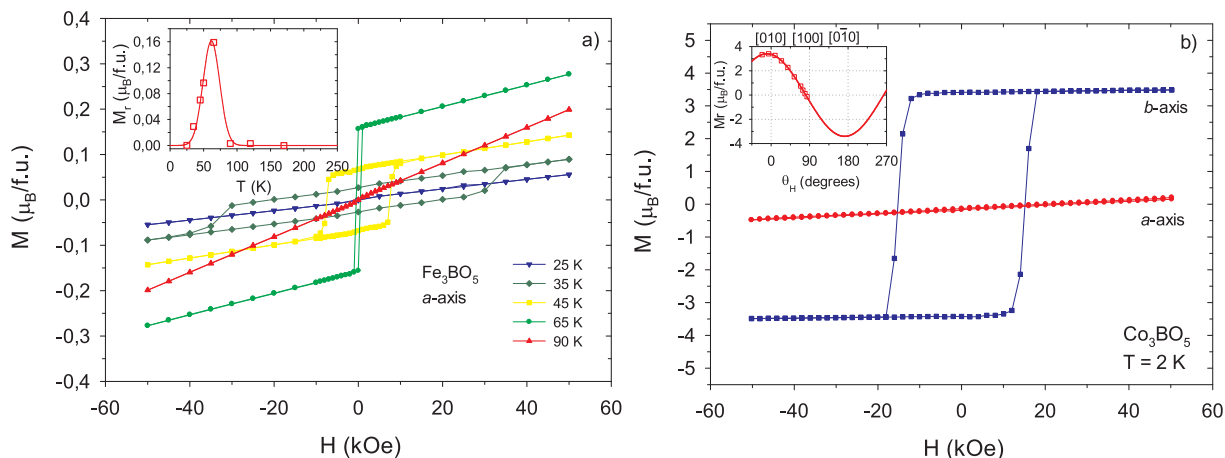 0,4
0,3
0,2
0,1
0,0
-0,1
-0,2
-0,3
-0,4
M (μB/f.u.)
-60 -40 -20 0 20 40 60
H (kOe)
a)
0,16
0,08
0,00
Mr (μB/f.u.)
0 50 100 150 200 250
T (K)
Fe3BO5
a-axis
25 K
35 K
45 K
65 K
90 K
5
4
3
2
1
0
-1
-2
-3
-4
-5
M (μB/f.u.)
-60 -40 -20 0 20 40 60
H (kOe)
b)
[010] [100] [01̄0]
4
2
0
-2
-4
Mr (μB/f.u.)
0 90 180 270
θH (degrees)
b-axis
a-axis
Co3BO5
T = 2 K